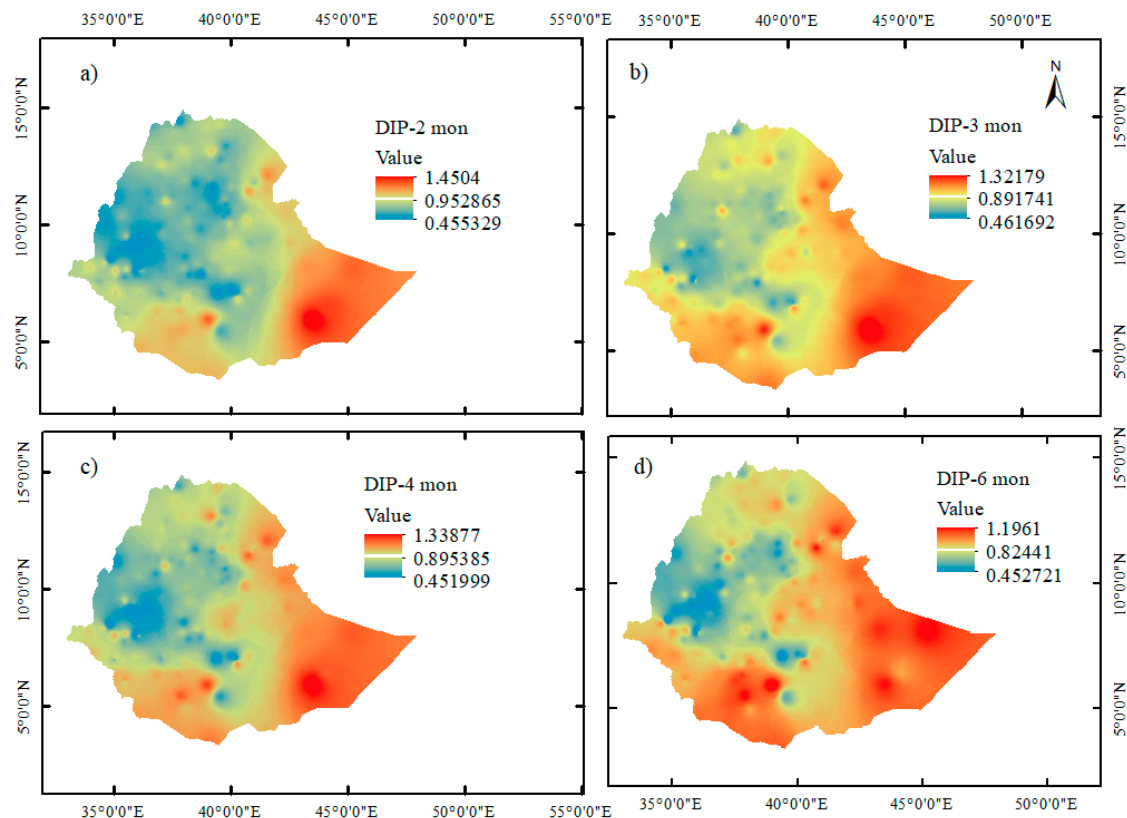 35°0'0"E 40°0'0"E 45°0'0"E 50°0'0"E 55°0'0"E 35°0'0"E 40°0'0"E 45°0'0"E 50°0'0"E
a)
DIP-2 mon
Value
1.4504
0.952865
0.455329
15°0'0"N
10°0'0"N
5°0'0"N
b)
N
DIP-3 mon
Value
1.32179
0.891741
0.461692
15°0'0"N
10°0'0"N
5°0'0"N
c)
DIP-4 mon
Value
1.33877
0.895385
0.451999
15°0'0"N
10°0'0"N
5°0'0"N
d)
DIP-6 mon
Value
1.1961
0.82441
0.452721
15°0'0"N
10°0'0"N
5°0'0"N
35°0'0"E 40°0'0"E 45°0'0"E 50°0'0"E 55°0'0"E 35°0'0"E 40°0'0"E 45°0'0"E 50°0'0"E